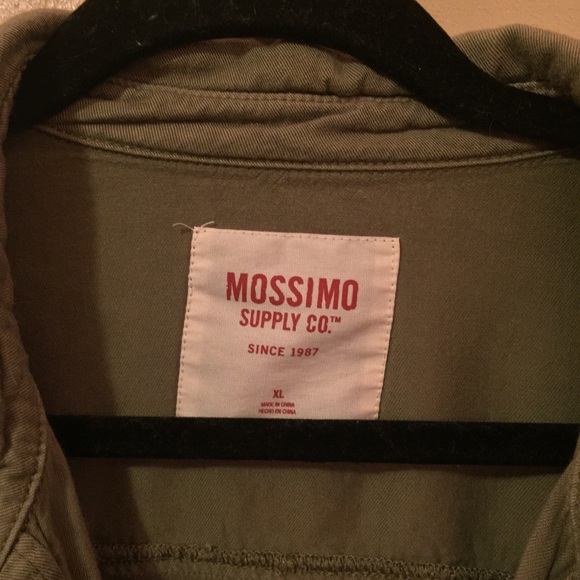 MOSSIMO
SUPPLY CO.™
SINCE 1987
XL
MADE IN CHINA
HECHO EN CHINA